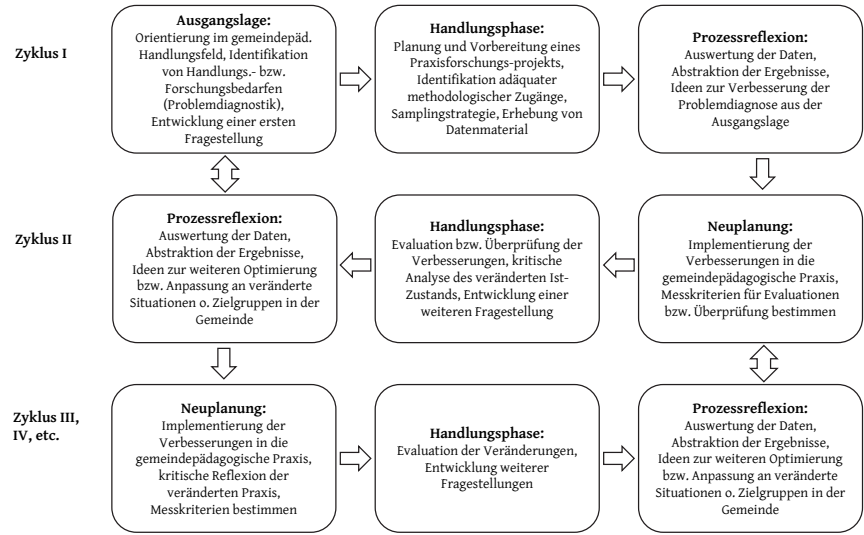 Zyklus I
Ausgangslage:
Orientierung im gemeindepäd.
Handlungsfeld, Identifikation
von Handlungs.- bzw.
Forschungsbedarfen
(Problemdiagnostik),
Entwicklung einer ersten
Fragestellung
Handlungsphase:
Planung und Vorbereitung eines
Praxisforschungs-projekts,
Identifikation adäquater
methodologischer Zugänge,
Samplingstrategie, Erhebung von
Datenmaterial
Prozessreflexion:
Auswertung der Daten,
Abstraktion der Ergebnisse,
Ideen zur Verbesserung der
Problemdiagnose aus der
Ausgangslage
Zyklus II
Prozessreflexion:
Auswertung der Daten,
Abstraktion der Ergebnisse,
Ideen zur weiteren Optimierung
bzw. Anpassung an veränderte
Situationen o. Zielgruppen in der
Gemeinde
Handlungsphase:
Evaluation bzw. Überprüfung der
Verbesserungen, kritische
Analyse des veränderten Ist-
Zustands, Entwicklung einer
weiteren Fragestellung
Neuplanung:
Implementierung der
Verbesserungen in die
gemeindepädagogische Praxis,
Messkriterien für Evaluationen
bzw. Überprüfung bestimmen
Zyklus III,
IV, etc.
Neuplanung:
Implementierung der
Verbesserungen in die
gemeindepädagogische Praxis,
kritische Reflexion der
veränderten Praxis,
Messkriterien bestimmen
Handlungsphase:
Evaluation der Veränderungen,
Entwicklung weiterer
Fragestellungen
Prozessreflexion:
Auswertung der Daten,
Abstraktion der Ergebnisse,
Ideen zur weiteren Optimierung
bzw. Anpassung an veränderte
Situationen o. Zielgruppen in der
Gemeinde